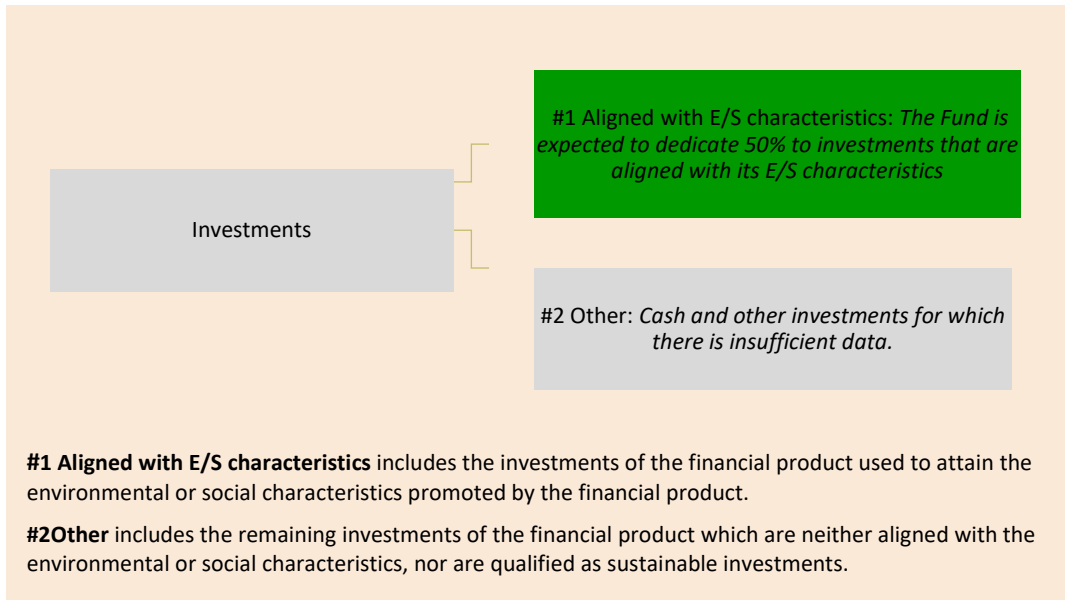 #1 Aligned with E/S characteristics: The Fund is
expected to dedicate 50% to investments that are
aligned with its E/S characteristics
Investments
#2 Other: Cash and other investments for which
there is insufficient data.
#1 Aligned with E/S characteristics includes the investments of the financial product used to attain the
environmental or social characteristics promoted by the financial product.
#2Other includes the remaining investments of the financial product which are neither aligned with the
environmental or social characteristics, nor are qualified as sustainable investments.